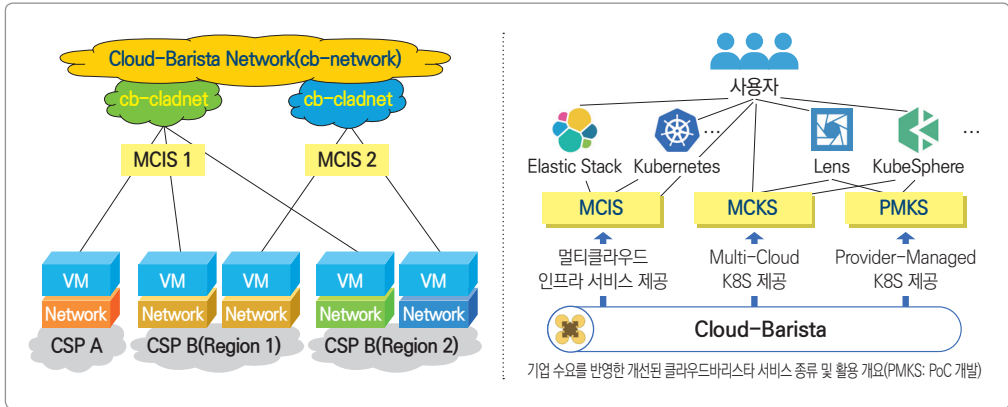 Cloud-Barista Network(cb-network)
cb-cladnet
cb-cladnet
MCIS 1
MCIS 2
VM
VM
VM
VM
VM
Network
Network
Network
Network
Network
CSP A
CSP B(Region 1)
CSP B(Region 2)
사용자
...
...
Elastic Stack
Kubernetes
Lens
KubeSphere
MCIS
MCKS
PMKS
멀티클라우드
인프라 서비스 제공
Multi-Cloud
K8S 제공
Provider-Managed
K8S 제공
Cloud-Barista
기업 수요를 반영한 개선된 클라우드바리스타 서비스 종류 및 활용 개요(PMKS: PoC 개발)